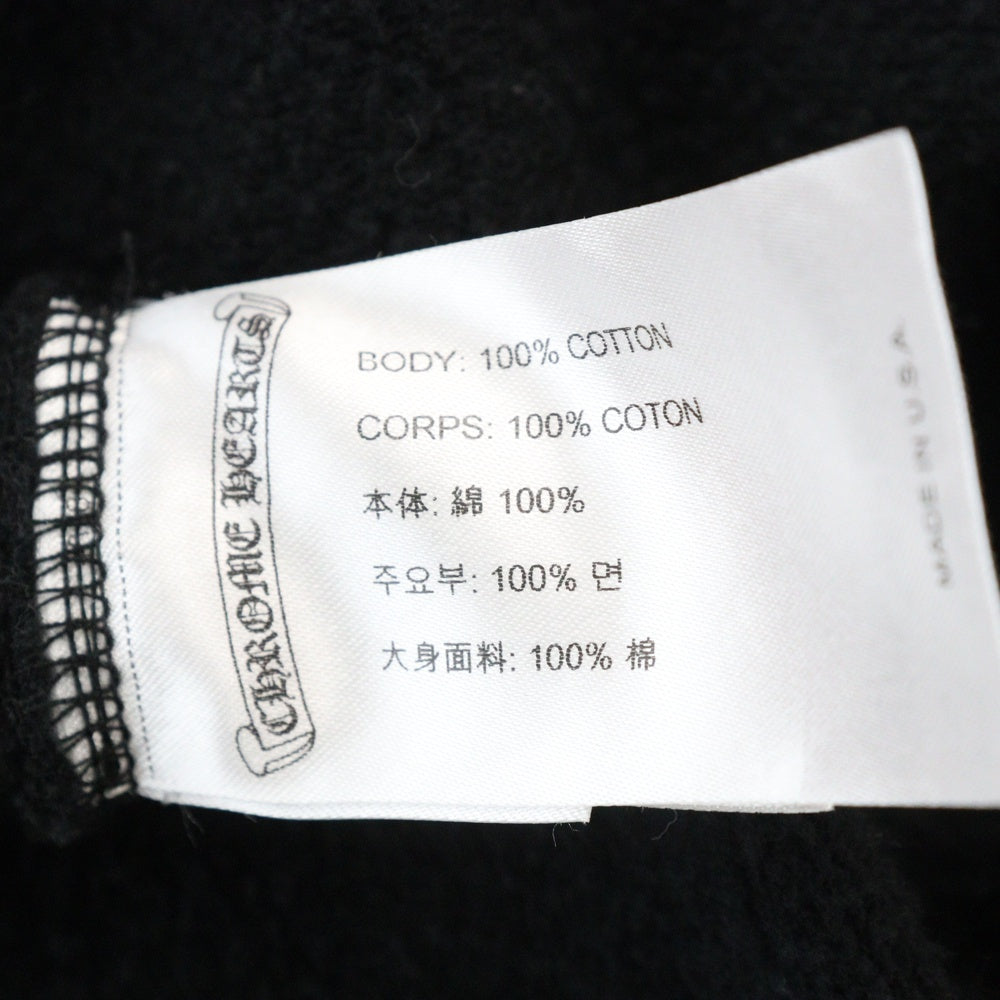 CHROME HEARTS
BODY: 100% COTTON
CORPS: 100% COTON
本体: 綿 100%
주요부: 100% 면
大身面料: 100% 棉
MADE IN U.S.A